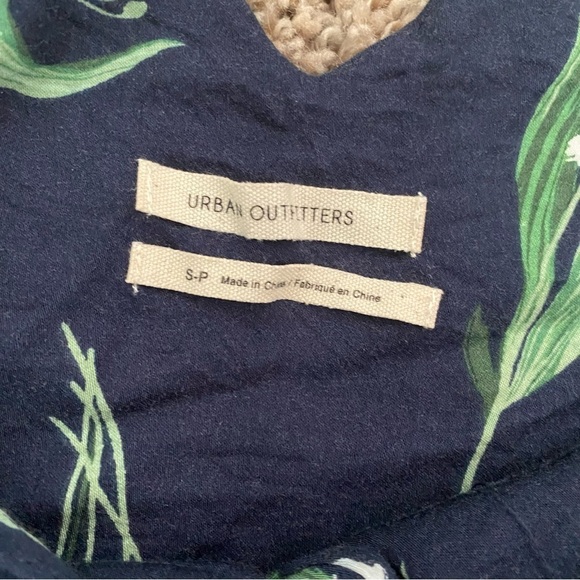 URBAN OUTFITTERS
S-P Made in China / Fabriqué en Chine